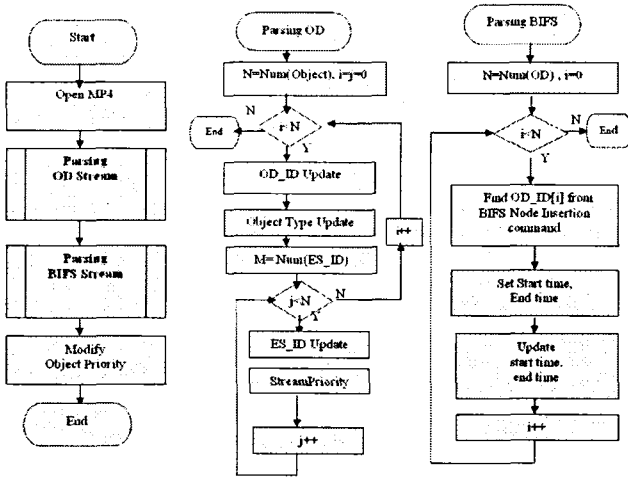 Start
Open MP4
Parsing
OD Stream
Parsing
BIFS Stream
Modify
Object Priority
End
Parsing OD
N=Num(Object), i=j=0
N
i<N
End
Y
OD_ID Update
Object Type Update
i++
M=Num(ES_ID)
j<N
N
Y
ES_ID Update
StreamPriority
j++
Parsing BIFS
N=Num(OD), i=0
i<N
N
End
Y
Find OD_ID[i] from
BIFS Node Insertion
command
Set Start time,
End time
Update
start time,
end time
i++